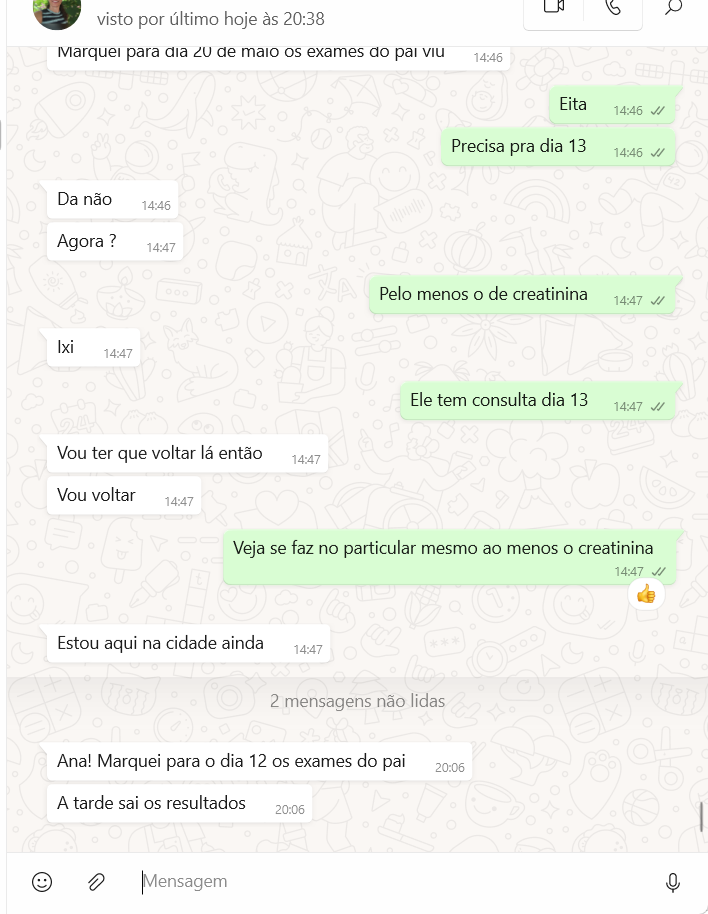 visto por último hoje às 20:38
Marquei para dia 20 de maio os exames do pai viu
14:46
Eita
14:46
Precisa pra dia 13
14:46
Da não
14:46
Agora ?
14:47
Pelo menos o de creatinina
14:47
Ixi
14:47
Ele tem consulta dia 13
14:47
Vou ter que voltar lá então
14:47
Vou voltar
14:47
Veja se faz no particular mesmo ao menos o creatinina
14:47
Estou aqui na cidade ainda
14:47
2 mensagens não lidas
Ana! Marquei para o dia 12 os exames do pai
20:06
A tarde sai os resultados
20:06
Mensagem